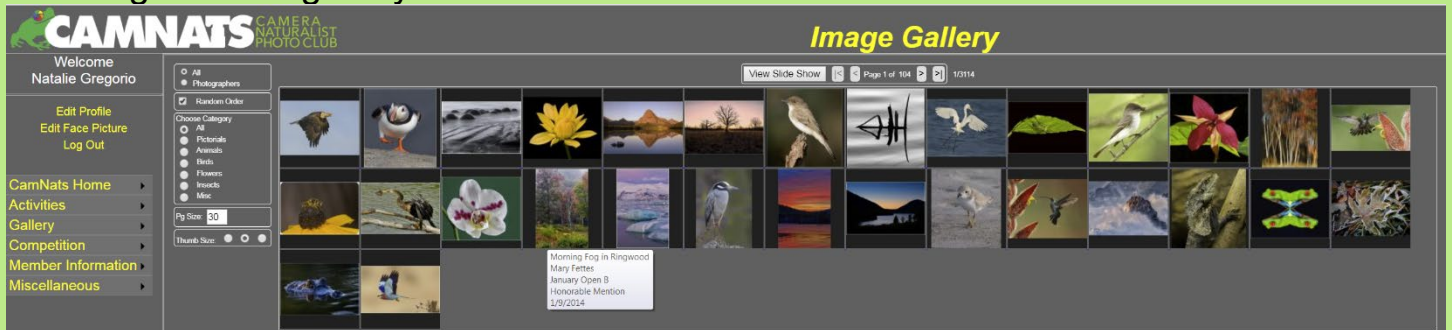 CAMNATS
CAMERA
NATURALIST
PHOTO CLUB
Image Gallery
Welcome
Natalie Gregorio
Edit Profile
Edit Face Picture
Log Out
CamNats Home
Activities
Gallery
Competition
Member Information
Miscellaneous
All
Photographers
Random Order
Choose Category
All
Pictorials
Animals
Birds
Flowers
Insects
Misc
Pg Size: 30
Thumb Size:
View Slide Show |< < Page 1 of 104 > >| 1/3114
Morning Fog in Ringwood
Mary Fettes
January Open B
Honorable Mention
1/9/2014